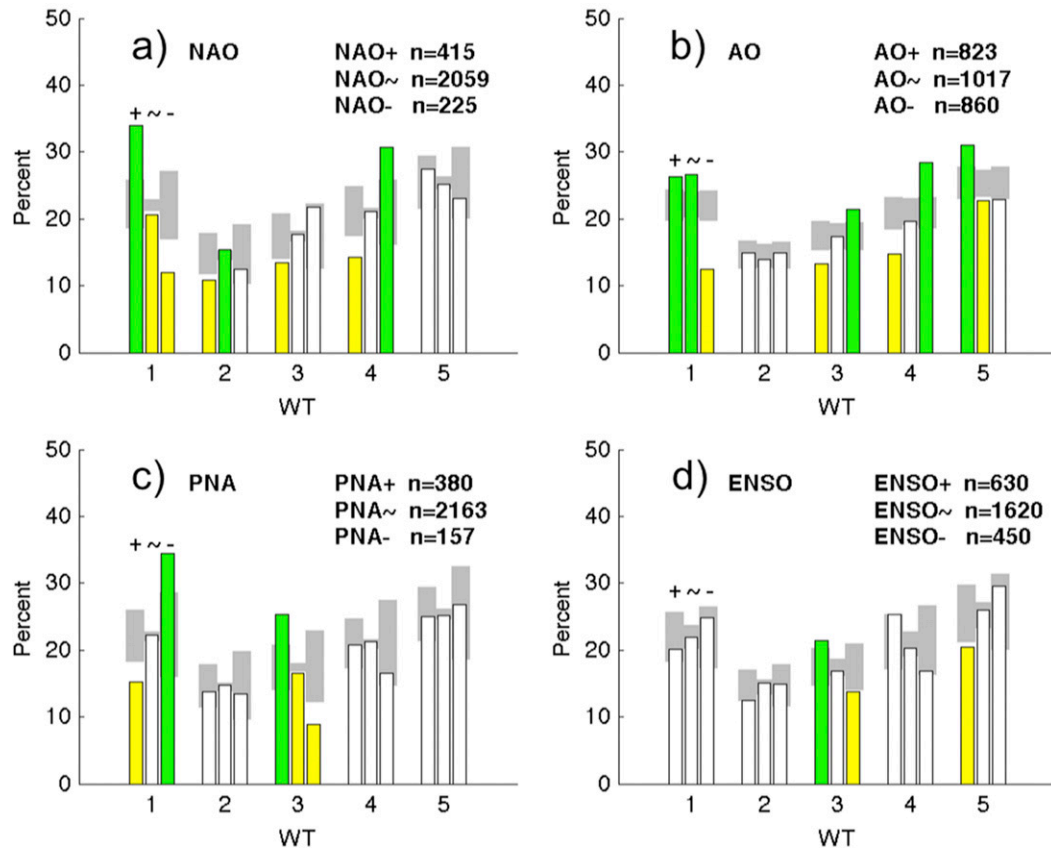 a) NAO
NAO+ n=415
NAO~ n=2059
NAO- n=225
+ ~ -
50
40
30
20
10
0
Percent
1 2 3 4 5
WT
b) AO
AO+ n=823
AO~ n=1017
AO- n=860
+ ~ -
50
40
30
20
10
0
Percent
1 2 3 4 5
WT
c) PNA
PNA+ n=380
PNA~ n=2163
PNA- n=157
+ ~ -
50
40
30
20
10
0
Percent
1 2 3 4 5
WT
d) ENSO
ENSO+ n=630
ENSO~ n=1620
ENSO- n=450
+ ~ -
50
40
30
20
10
0
Percent
1 2 3 4 5
WT